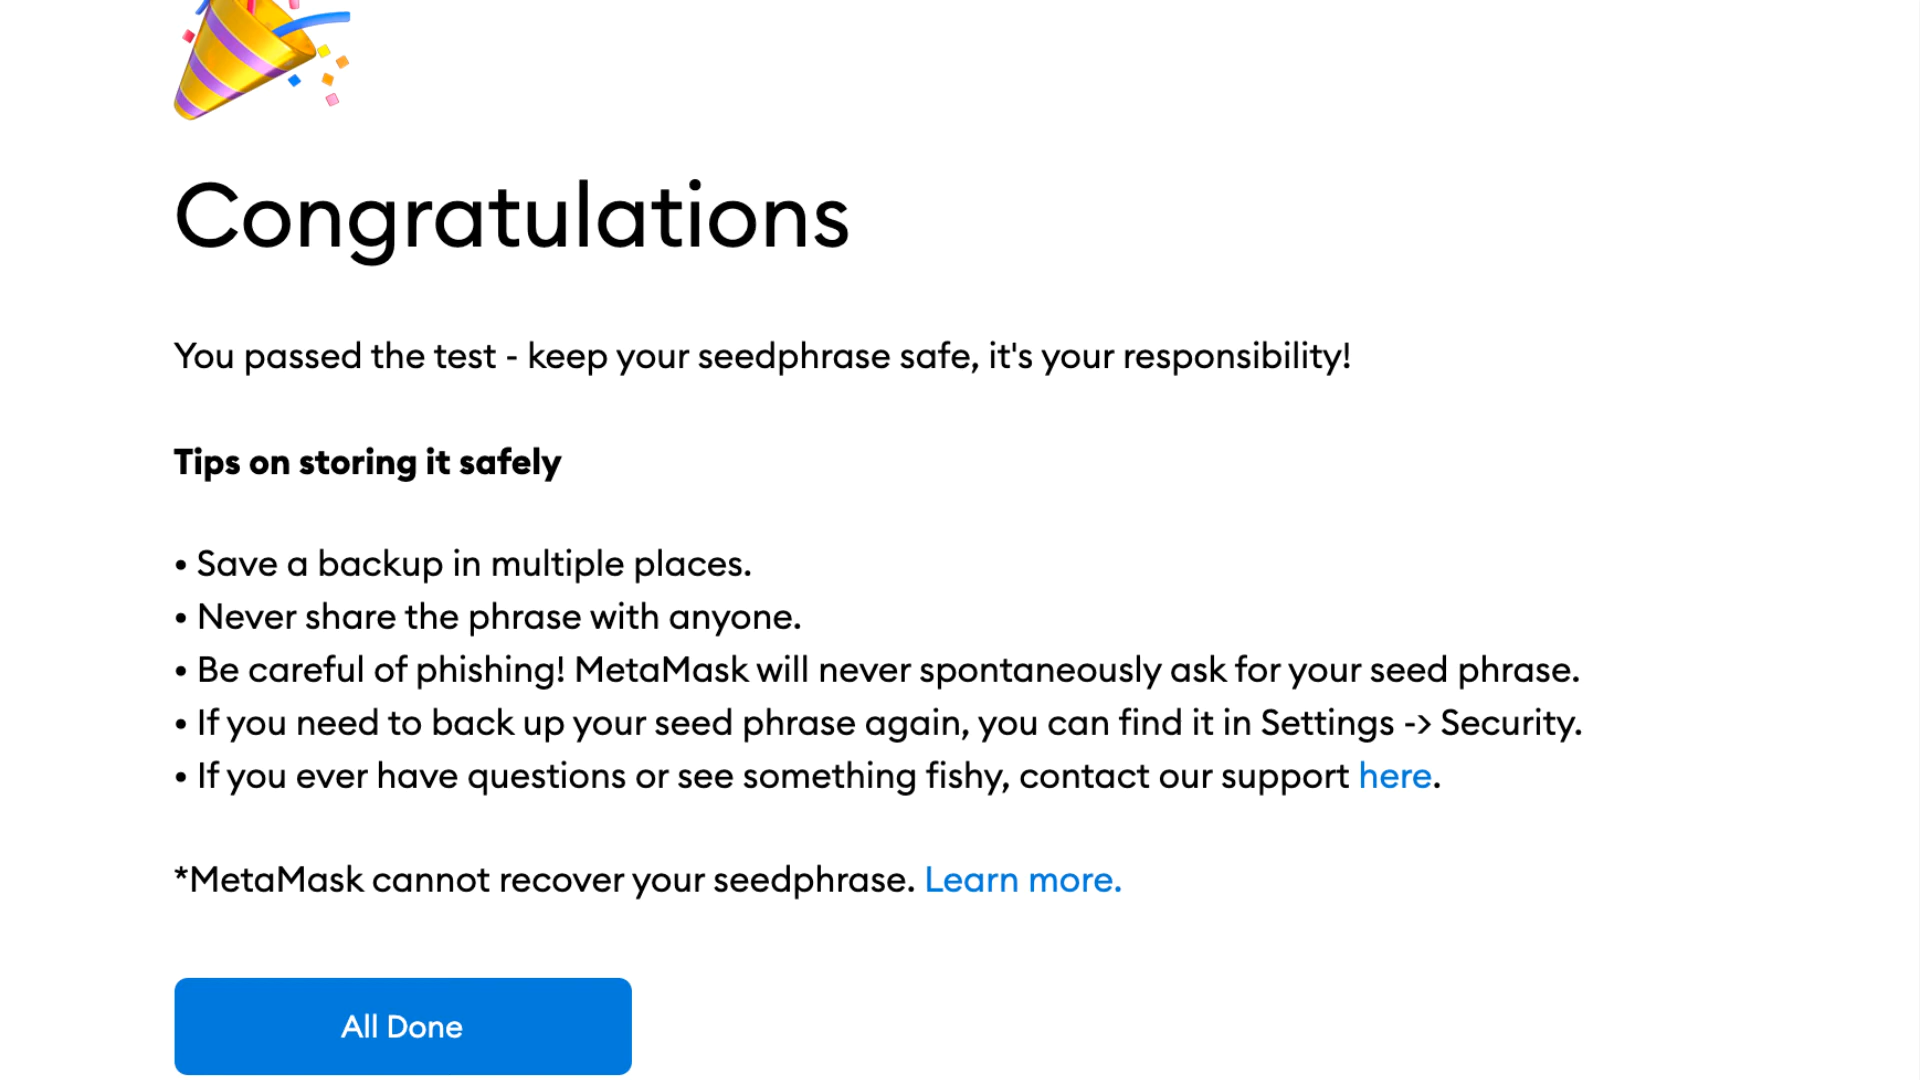 Congratulations
You passed the test - keep your seedphrase safe, it's your responsibility!
Tips on storing it safely
• Save a backup in multiple places.
• Never share the phrase with anyone.
• Be careful of phishing! MetaMask will never spontaneously ask for your seed phrase.
• If you need to back up your seed phrase again, you can find it in Settings -> Security.
• If you ever have questions or see something fishy, contact our support here.
*MetaMask cannot recover your seedphrase. Learn more.
All Done